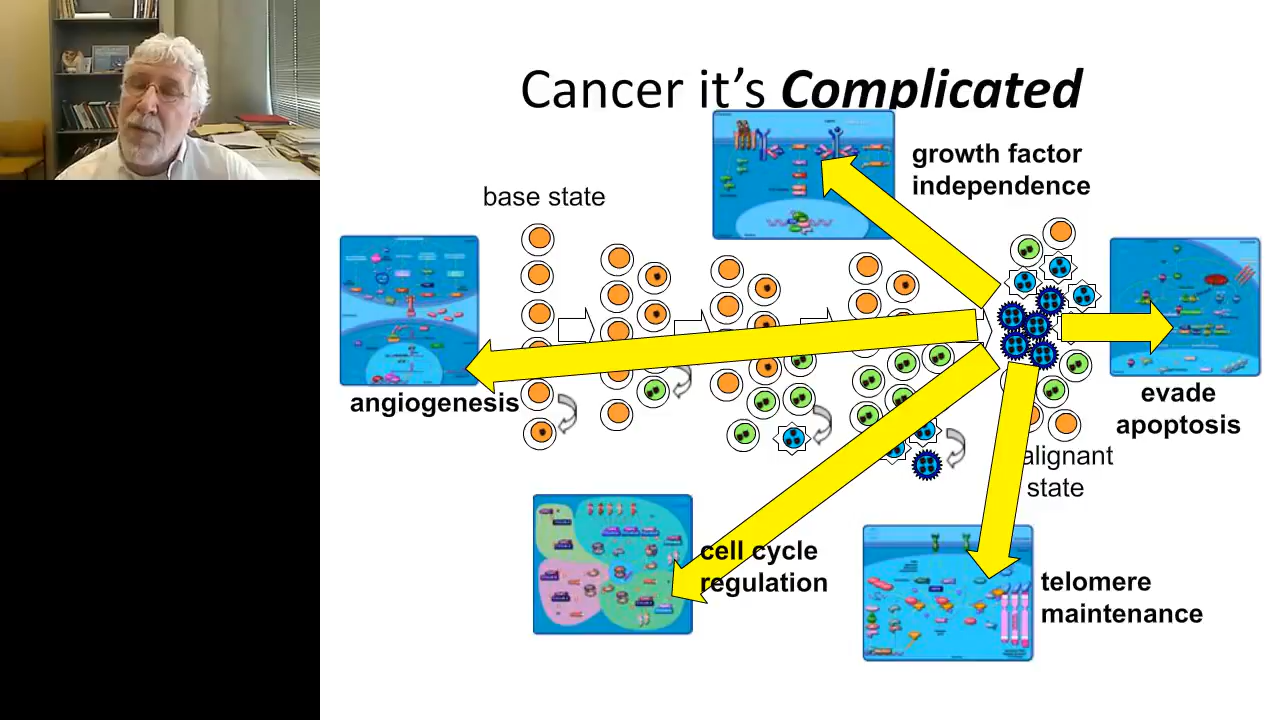 Cancer it's Complicated
growth factor
independence
base state
angiogenesis
evade
apoptosis
alignant
state
cell cycle
regulation
telomere
maintenance